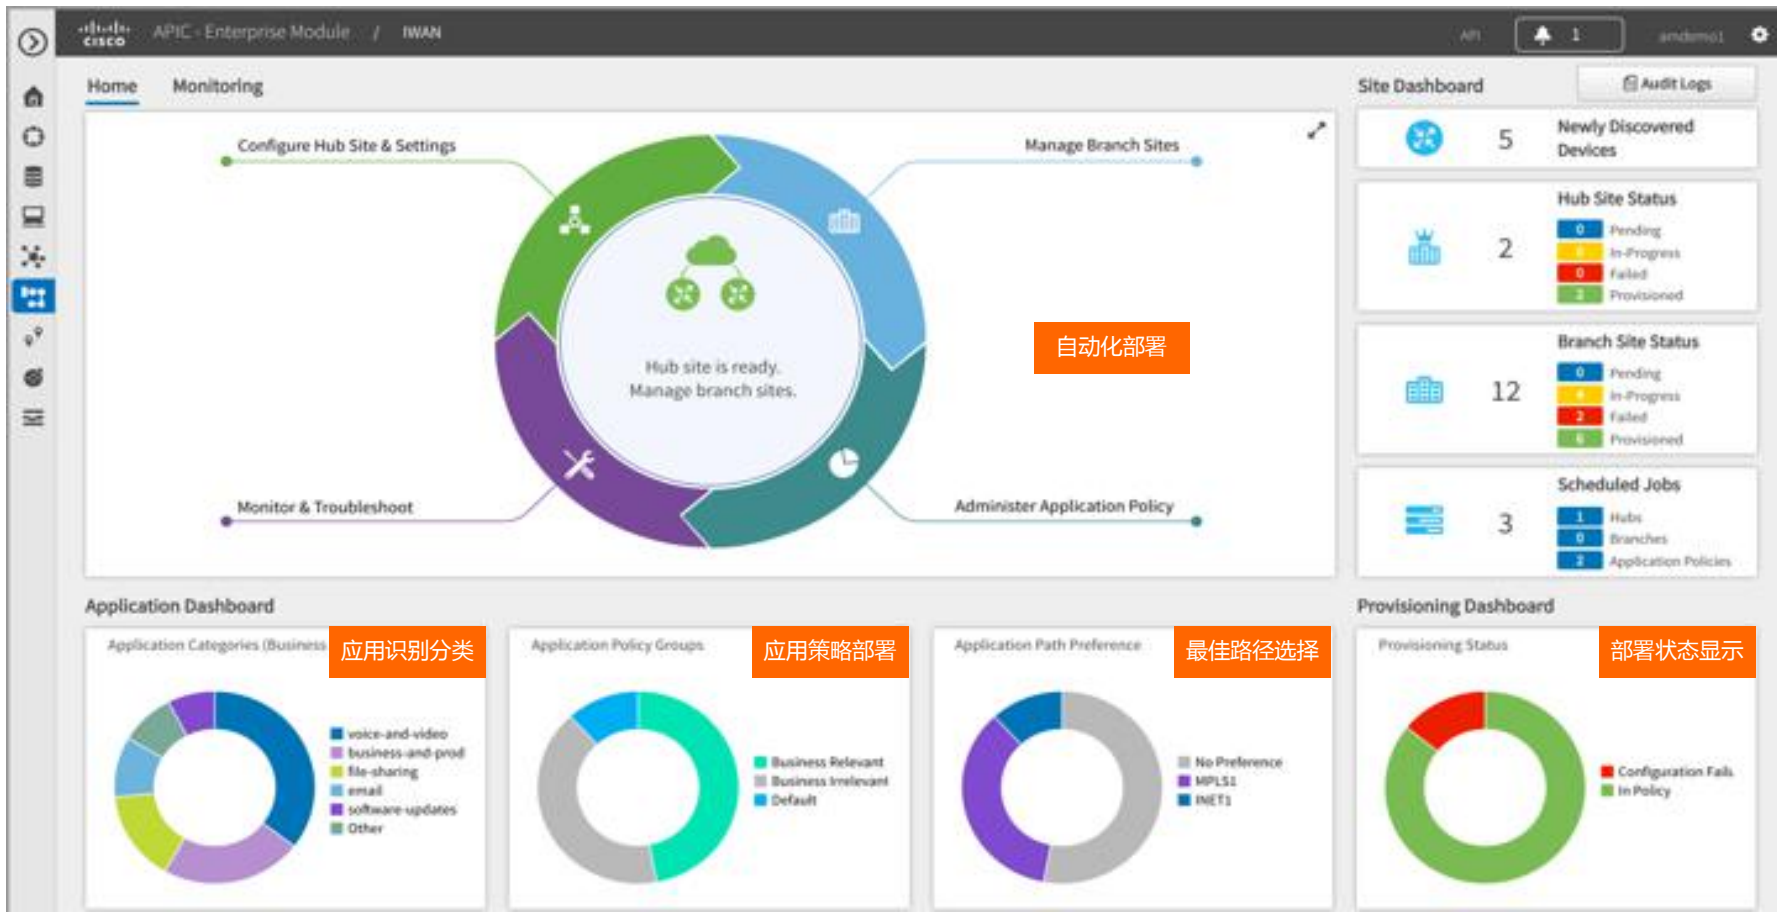 CISCO APIC - Enterprise Module / IWAN
API
1
amdemo1
Home Monitoring
Configure Hub Site & Settings
Manage Branch Sites
Hub site is ready.
Manage branch sites.
自动化部署
Monitor & Troubleshoot
Administer Application Policy
Site Dashboard
Audit Logs
5
Newly Discovered
Devices
Hub Site Status
2
0 Pending
In-Progress
0 Failed
2 Provisioned
Branch Site Status
12
0 Pending
4 In-Progress
2 Failed
6 Provisioned
Scheduled Jobs
3
1 Hubs
0 Branches
2 Application Policies
Application Dashboard
Application Categories (Business
应用识别分类
voice-and-video
business-and-prod
file-sharing
email
software-updates
Other
Application Policy Groups
应用策略部署
Business Relevant
Business Irrelevant
Default
Application Path Preference
最佳路径选择
No Preference
MPLS1
INET1
Provisioning Dashboard
Provisioning Status
部署状态显示
Configuration Fails
In Policy